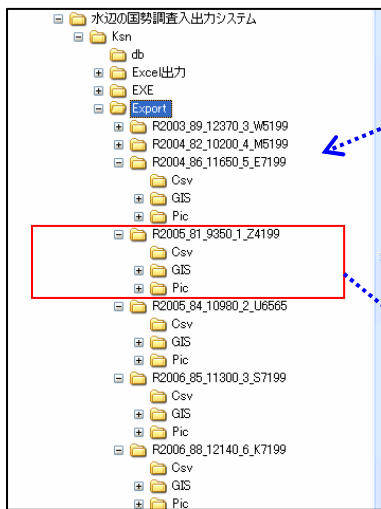 水辺の国勢調査入出力システム
Ksn
db
Excel出力
EXE
Export
R2003_89_12370_3_W5199
R2004_82_10200_4_M5199
R2004_86_11650_5_E7199
Csv
GIS
Pic
R2005_81_9350_1_Z4199
Csv
GIS
Pic
R2005_84_10980_2_U6565
Csv
GIS
Pic
R2006_85_11300_3_S7199
Csv
GIS
Pic
R2006_88_12140_6_K7199
Csv
GIS
Pic